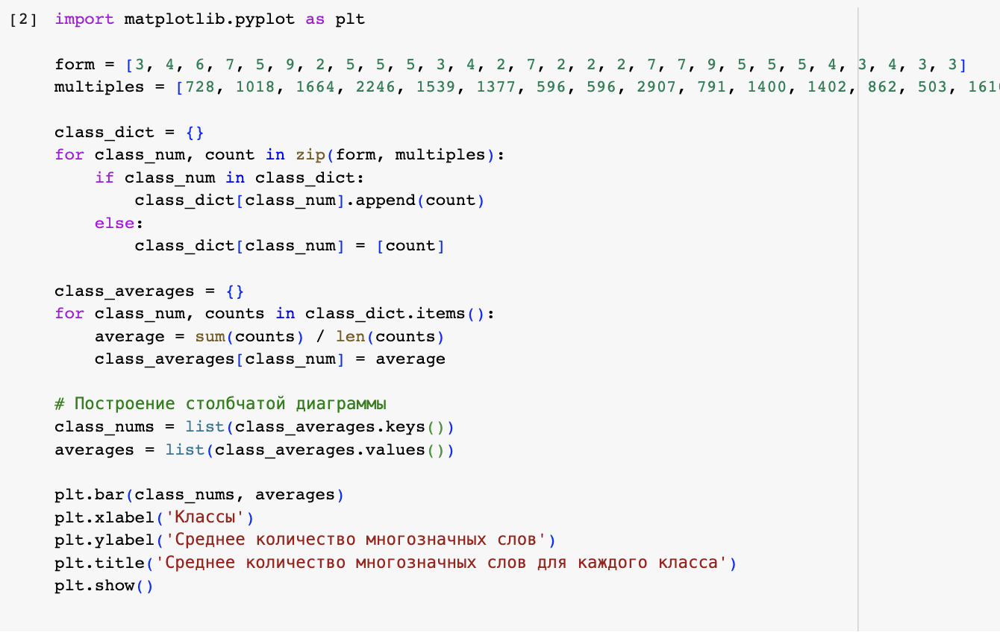 [2] import matplotlib.pyplot as plt
form = [3, 4, 6, 7, 5, 9, 2, 5, 5, 5, 3, 4, 2, 7, 2, 2, 2, 7, 7, 9, 5, 5, 5, 4, 3, 4, 3, 3]
multiples = [728, 1018, 1664, 2246, 1539, 1377, 596, 596, 2907, 791, 1400, 1402, 862, 503,
class_dict = {}
for class_num, count in zip(form, multiples):
    if class_num in class_dict:
        class_dict[class_num].append(count)
    else:
        class_dict[class_num] = [count]
class_averages = {}
for class_num, counts in class_dict.items():
    average = sum(counts) / len(counts)
    class_averages[class_num] = average
# Построение столбчатой диаграммы
class_nums = list(class_averages.keys())
averages = list(class_averages.values())
plt.bar(class_nums, averages)
plt.xlabel('Классы')
plt.ylabel('Среднее количество многозначных слов')
plt.title('Среднее количество многозначных слов для каждого класса')
plt.show()